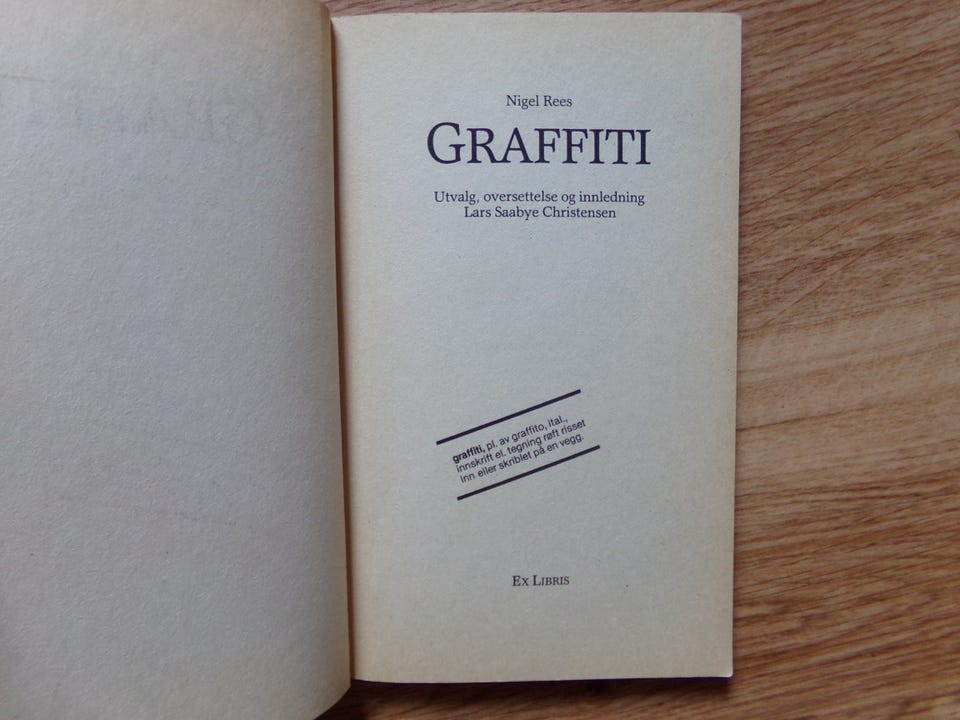 Nigel Rees
GRAFFITI
Utvalg, oversettelse og innledning
Lars Saabye Christensen
graffiti, pl. av graffito, ital.,
innskrift el. tegning røft risset
inn eller skriblet på en vegg.
EX LIBRIS